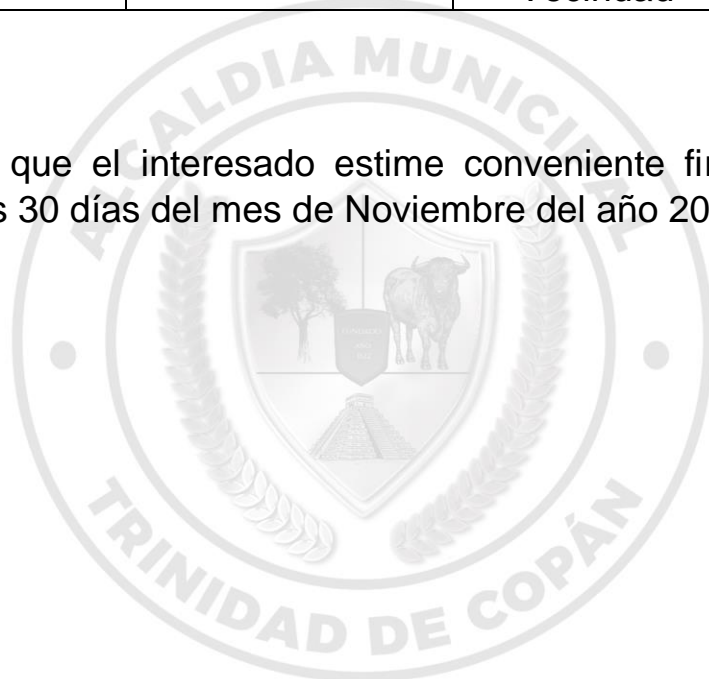 Vecindad
ALCALDIA MUNICIPAL
que el interesado estime conveniente
30 días del mes de Noviembre del año 20
TRINIDAD DE COPÁN